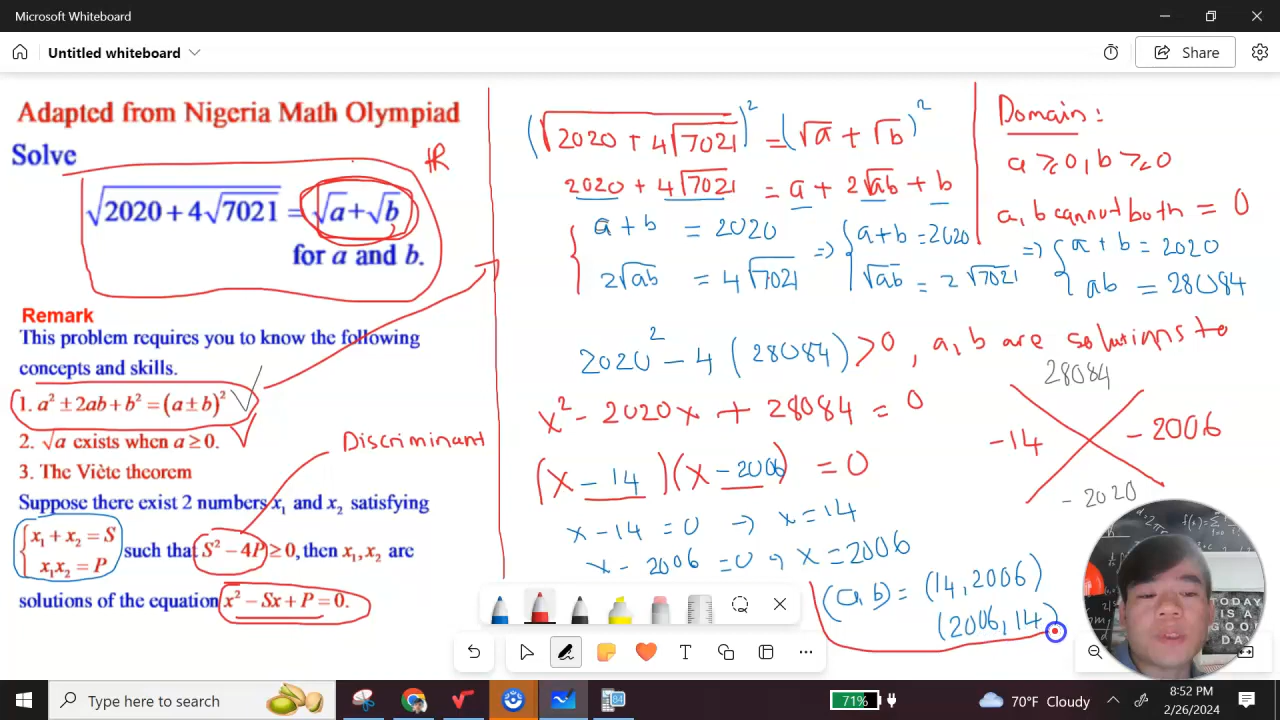 Microsoft Whiteboard
Untitled whiteboard
Share
Adapted from Nigeria Math Olympiad
Solve
√(2020 + 4√7021) = √a + √b
for a and b.
ℝ
Remark
This problem requires you to know the following
concepts and skills.
1. a² ± 2ab + b² = (a ± b)²
2. √a exists when a ≥ 0.
3. The Viète theorem
Discriminant
Suppose there exist 2 numbers x₁ and x₂ satisfying
{ x₁ + x₂ = S
x₁x₂ = P
such that S² − 4P ≥ 0, then x₁, x₂ are
solutions of the equation x² − Sx + P = 0.
(√(2020 + 4√7021))² = (√a + √b)²
2020 + 4√7021 = a + 2√ab + b
{ a + b = 2020
2√ab = 4√7021
⇒ { a + b = 2020
√ab = 2√7021
⇒ { a + b = 2020
ab = 28084
Domain:
a ≥ 0, b ≥ 0
a, b cannot both = 0
2020² − 4(28084) > 0, a, b are solutions to
x² − 2020x + 28084 = 0
(x − 14)(x − 2006) = 0
x − 14 = 0 → x = 14
x − 2006 = 0 → x = 2006
(a, b) = (14, 2006)
(2006, 14)
28084
−14
−2006
−2020
TODAY
IS A
GOOD
DAY
Type here to search
71%
70°F Cloudy
8:52 PM
2/26/2024